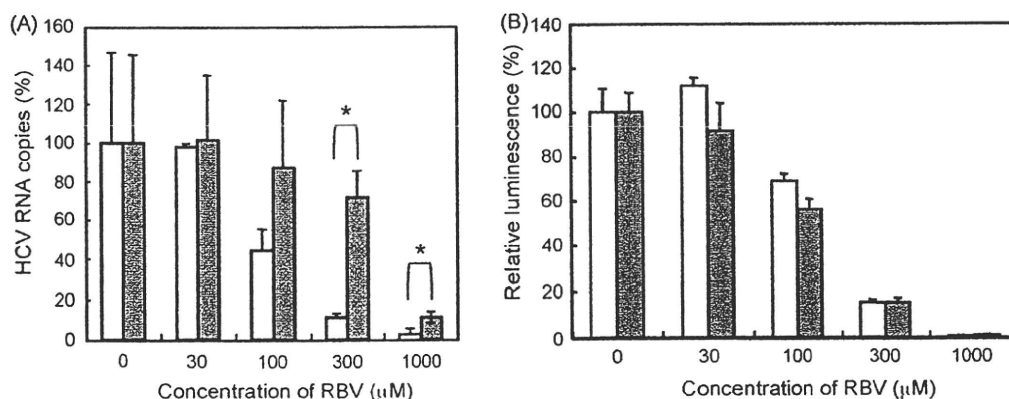 (A)
HCV RNA copies (%)
160
140
120
100
80
60
40
20
0
*
*
0 30 100 300 1000
Concentration of RBV (μM)
(B)
Relative luminescence (%)
140
120
100
80
60
40
20
0
0 30 100 300 1000
Concentration of RBV (μM)